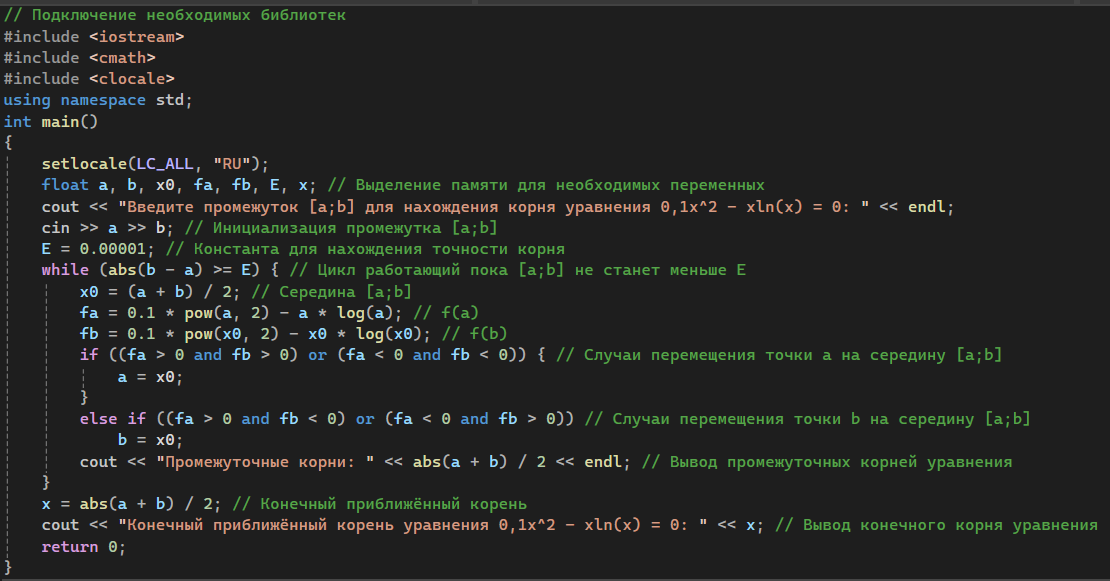 // Подключение необходимых библиотек
#include <iostream>
#include <cmath>
#include <clocale>
using namespace std;
int main()
{
    setlocale(LC_ALL, "RU");
    float a, b, x0, fa, fb, E, x; // Выделение памяти для необходимых переменных
    cout << "Введите промежуток [a;b] для нахождения корня уравнения 0,1x^2 - xln(x) = 0: " << endl;
    cin >> a >> b; // Инициализация промежутка [a;b]
    E = 0.00001; // Константа для нахождения точности корня
    while (abs(b - a) >= E) { // Цикл работающий пока [a;b] не станет меньше E
        x0 = (a + b) / 2; // Середина [a;b]
        fa = 0.1 * pow(a, 2) - a * log(a); // f(a)
        fb = 0.1 * pow(x0, 2) - x0 * log(x0); // f(b)
        if ((fa > 0 and fb > 0) or (fa < 0 and fb < 0)) { // Случаи перемещения точки a на середину [a;b]
            a = x0;
        }
        else if ((fa > 0 and fb < 0) or (fa < 0 and fb > 0)) // Случаи перемещения точки b на середину [a;b]
            b = x0;
        cout << "Промежуточные корни: " << abs(a + b) / 2 << endl; // Вывод промежуточных корней уравнения
    }
    x = abs(a + b) / 2; // Конечный приближённый корень
    cout << "Конечный приближённый корень уравнения 0,1x^2 - xln(x) = 0: " << x; // Вывод конечного корня уравнения
    return 0;
}